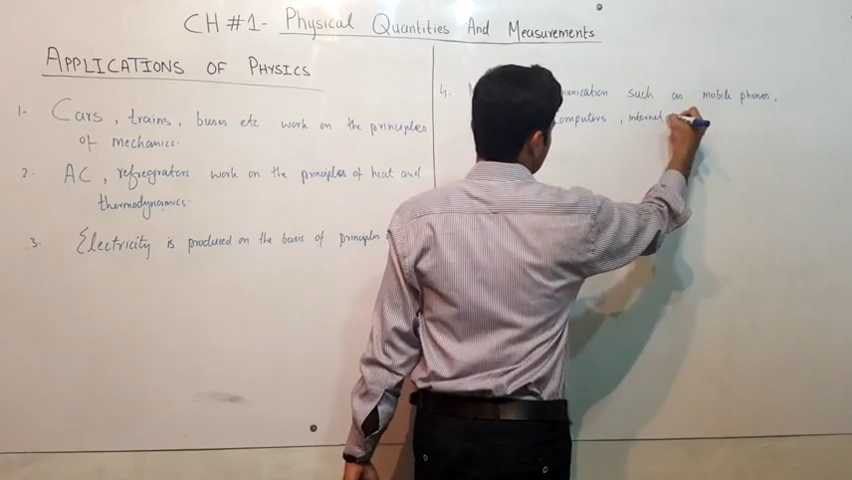 CH #1- Physical Quantities And Measurements
APPLICATIONS OF PHYSICS
1- Cars, trains, buses etc work on the principles
of mechanics.
2- AC, refregirators work on the principles of heat and
thermodynamics.
3- Electricity is produced on the basis of principles
4. such as mobile phones,
Computers, internet